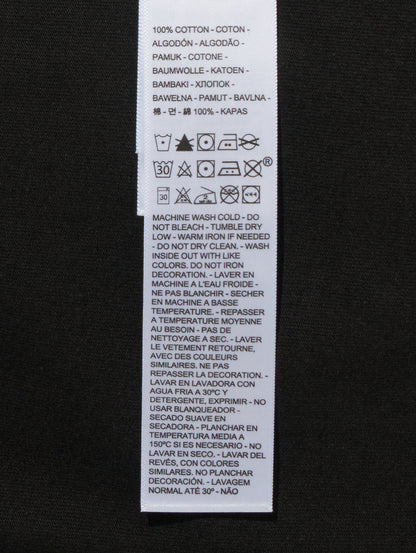 100% COTTON - COTON -
ALGODÓN - ALGODÃO -
PAMUK - COTONE -
BAUMWOLLE - KATOEN -
BAMBAKI - ХЛОПОК -
BAWEŁNA - PAMUT - BAVLNA -
棉 - 면 - 綿 100% - KAPAS
30 ®
30
MACHINE WASH COLD - DO
NOT BLEACH - TUMBLE DRY
LOW - WARM IRON IF NEEDED
- DO NOT DRY CLEAN. - WASH
INSIDE OUT WITH LIKE
COLORS. DO NOT IRON
DECORATION. - LAVER EN
MACHINE A L'EAU FROIDE -
NE PAS BLANCHIR - SECHER
EN MACHINE A BASSE
TEMPERATURE. - REPASSER
A TEMPERATURE MOYENNE
AU BESOIN - PAS DE
NETTOYAGE A SEC. - LAVER
LE VETEMENT RETOURNE,
AVEC DES COULEURS
SIMILAIRES. NE PAS
REPASSER LA DECORATION. -
LAVAR EN LAVADORA CON
AGUA FRIA A 30ºC Y
DETERGENTE, EXPRIMIR - NO
USAR BLANQUEADOR -
SECADO SUAVE EN
SECADORA - PLANCHAR EN
TEMPERATURA MEDIA A
150ºC SI ES NECESARIO - NO
LAVAR EN SECO. - LAVAR DEL
REVÉS, CON COLORES
SIMILARES. NO PLANCHAR
DECORACIÓN. - LAVAGEM
NORMAL ATÉ 30º - NÃO